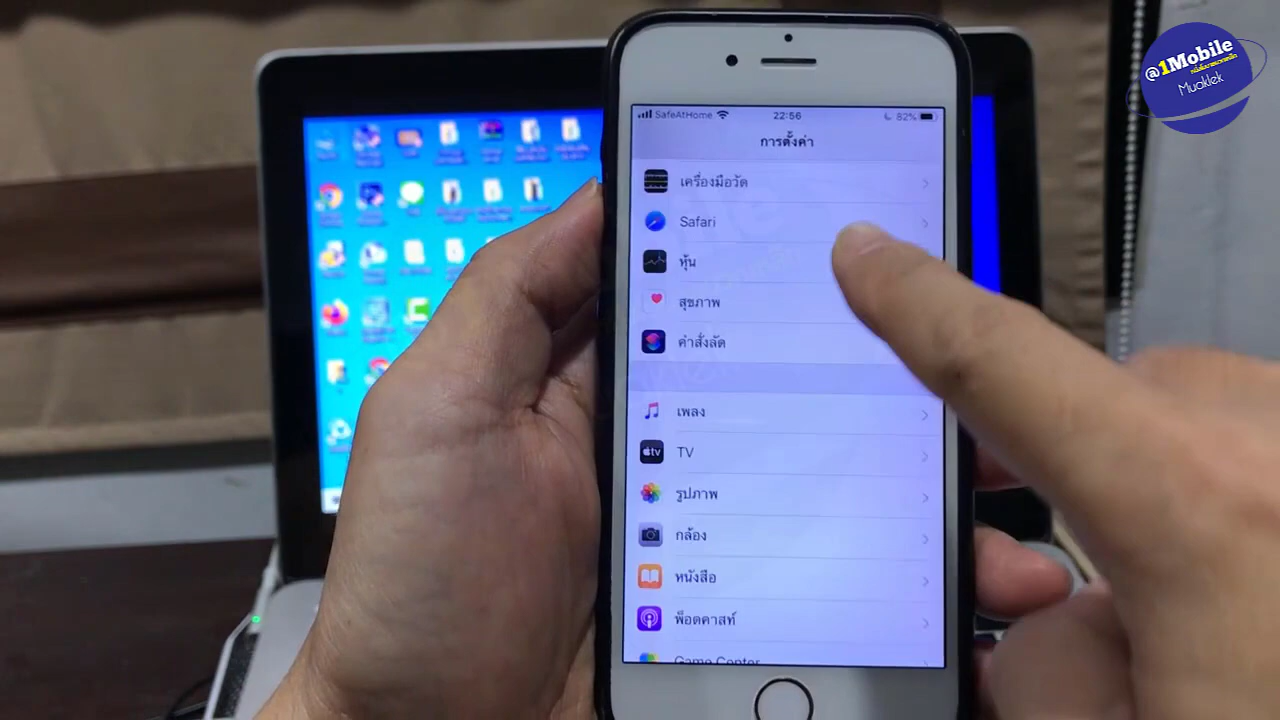 @1Mobile
Muaklek
SafeAtHome
22:56
82%
การตั้งค่า
เครื่องมือวัด
Safari
หุ้น
สุขภาพ
คำสั่งลัด
เพลง
TV
รูปภาพ
กล้อง
หนังสือ
พ็อดคาสท์
Game Center